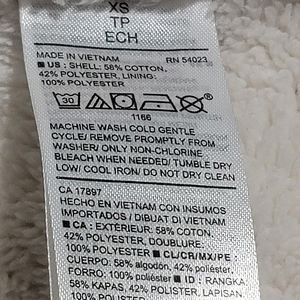 XS
TP
ECH
MADE IN VIETNAM RN 54023
■ US : SHELL: 58% COTTON,
42% POLYESTER, LINING:
100% POLYESTER
30
1166
MACHINE WASH COLD GENTLE
CYCLE/ REMOVE PROMPTLY FROM
WASHER/ ONLY NON-CHLORINE
BLEACH WHEN NEEDED/ TUMBLE DRY
LOW/ COOL IRON/ DO NOT DRY CLEAN
CA 17897
HECHO EN VIETNAM CON INSUMOS
IMPORTADOS / DIBUAT DI VIETNAM
■ CA : EXTÉRIEUR: 58% COTON,
42% POLYESTER, DOUBLURE:
100% POLYESTER ■ CL/CR/MX/PE :
CUERPO: 58% algodón, 42% poliéster,
FORRO: 100% poliéster ■ ID : RANGKA
58% KAPAS, 42% POLISTER, LAPISAN
100% POLISTER